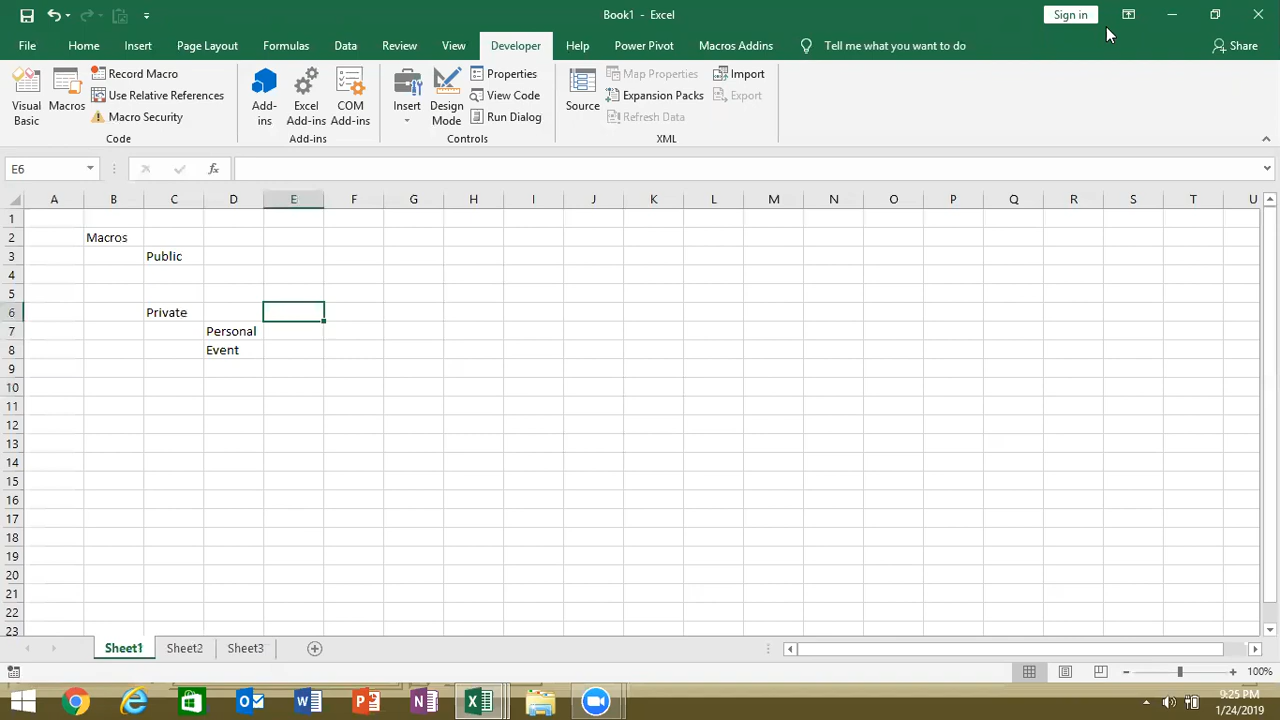 Book1 - Excel
Sign in
File Home Insert Page Layout Formulas Data Review View Developer Help Power Pivot Macros Addins Tell me what you want to do Share
Visual Basic
Macros
Record Macro
Use Relative References
Macro Security
Code
Add-ins
Excel Add-ins
COM Add-ins
Add-ins
Insert
Design Mode
Properties
View Code
Run Dialog
Controls
Source
Map Properties
Expansion Packs
Refresh Data
Import
Export
XML
E6
fx
A B C D E F G H I J K L M N O P Q R S T U
1
2 Macros
3 Public
4
5
6 Private
7 Personal
8 Event
9
10
11
12
13
14
15
16
17
18
19
20
21
22
23
Sheet1 Sheet2 Sheet3
100%
9:25 PM
1/24/2019